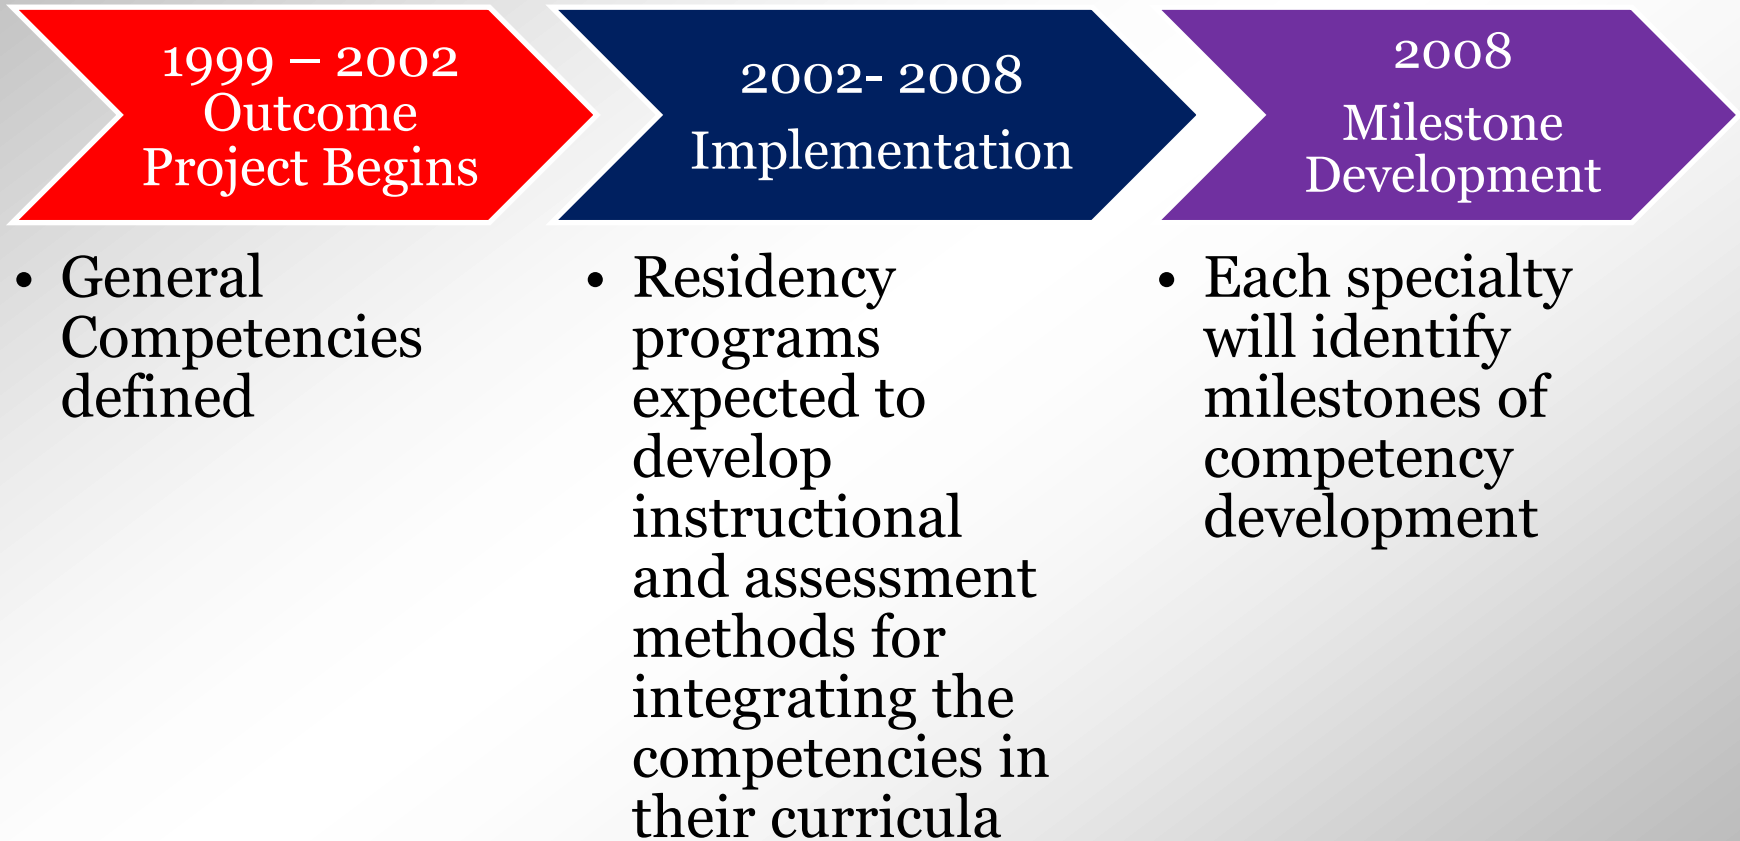 1999 – 2002
Outcome
Project Begins
2002- 2008
Implementation
2008
Milestone
Development
• General
Competencies
defined
• Residency
programs
expected to
develop
instructional
and assessment
methods for
integrating the
competencies in
their curricula
• Each specialty
will identify
milestones of
competency
development